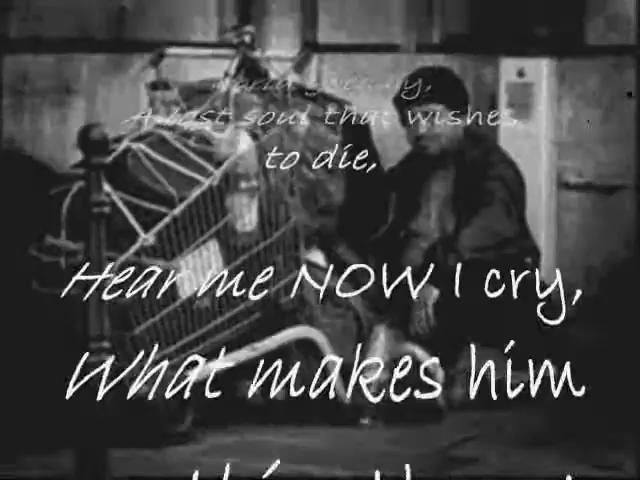 A lost soul that wishes
to die,
Hear me NOW I cry,
What makes him